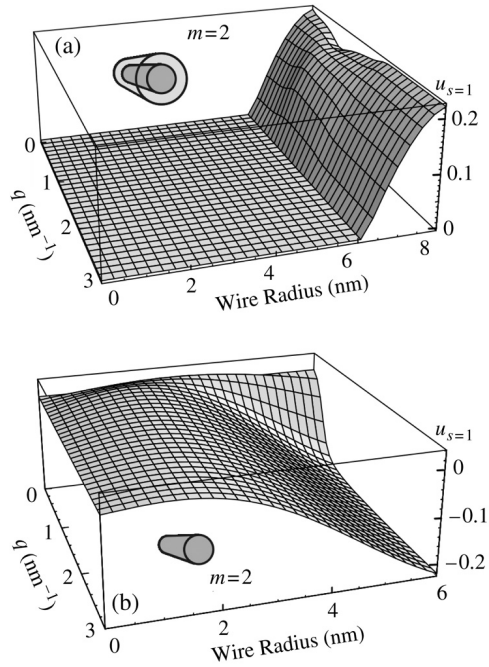 (a)
m=2
u_{s=1}
0.2
0.1
0
0
1
2
3
q (nm⁻¹)
0
2
4
6
8
Wire Radius (nm)
u_{s=1}
0
−0.1
−0.2
0
1
2
3
q (nm⁻¹)
(b)
m=2
0
2
4
6
Wire Radius (nm)